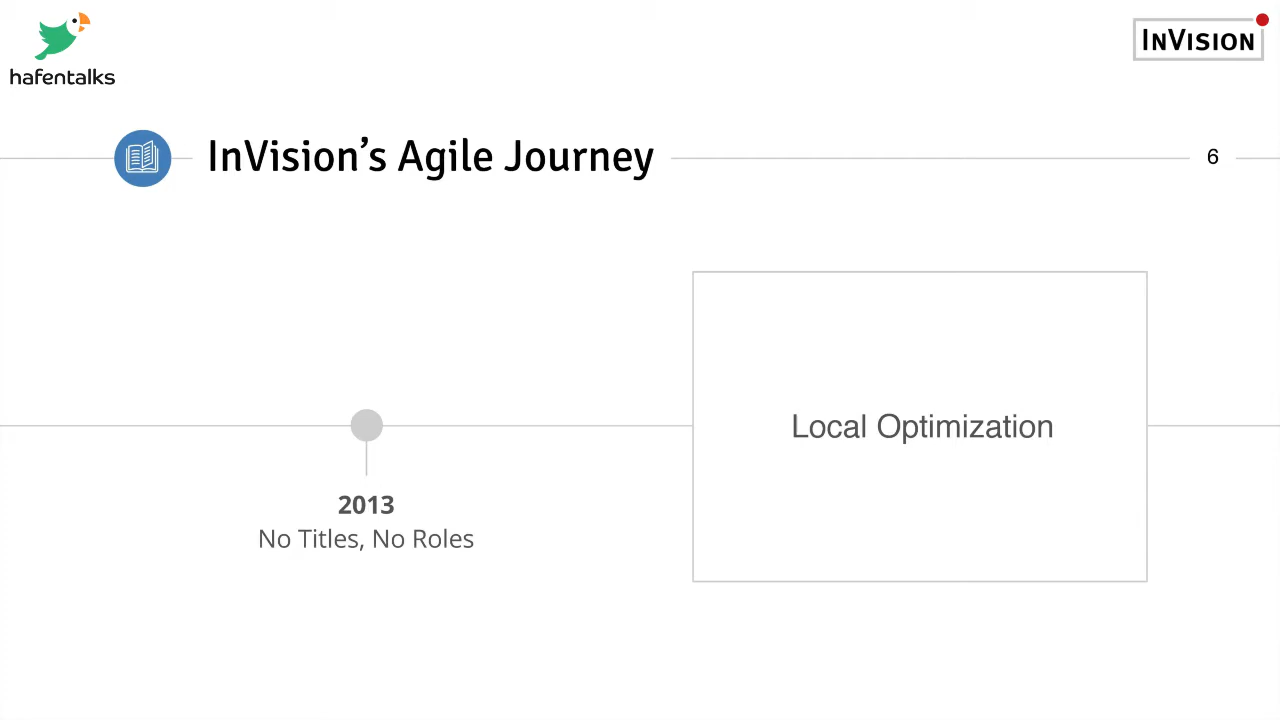 hafentalks
InVision
InVision's Agile Journey
6
Local Optimization
2013
No Titles, No Roles